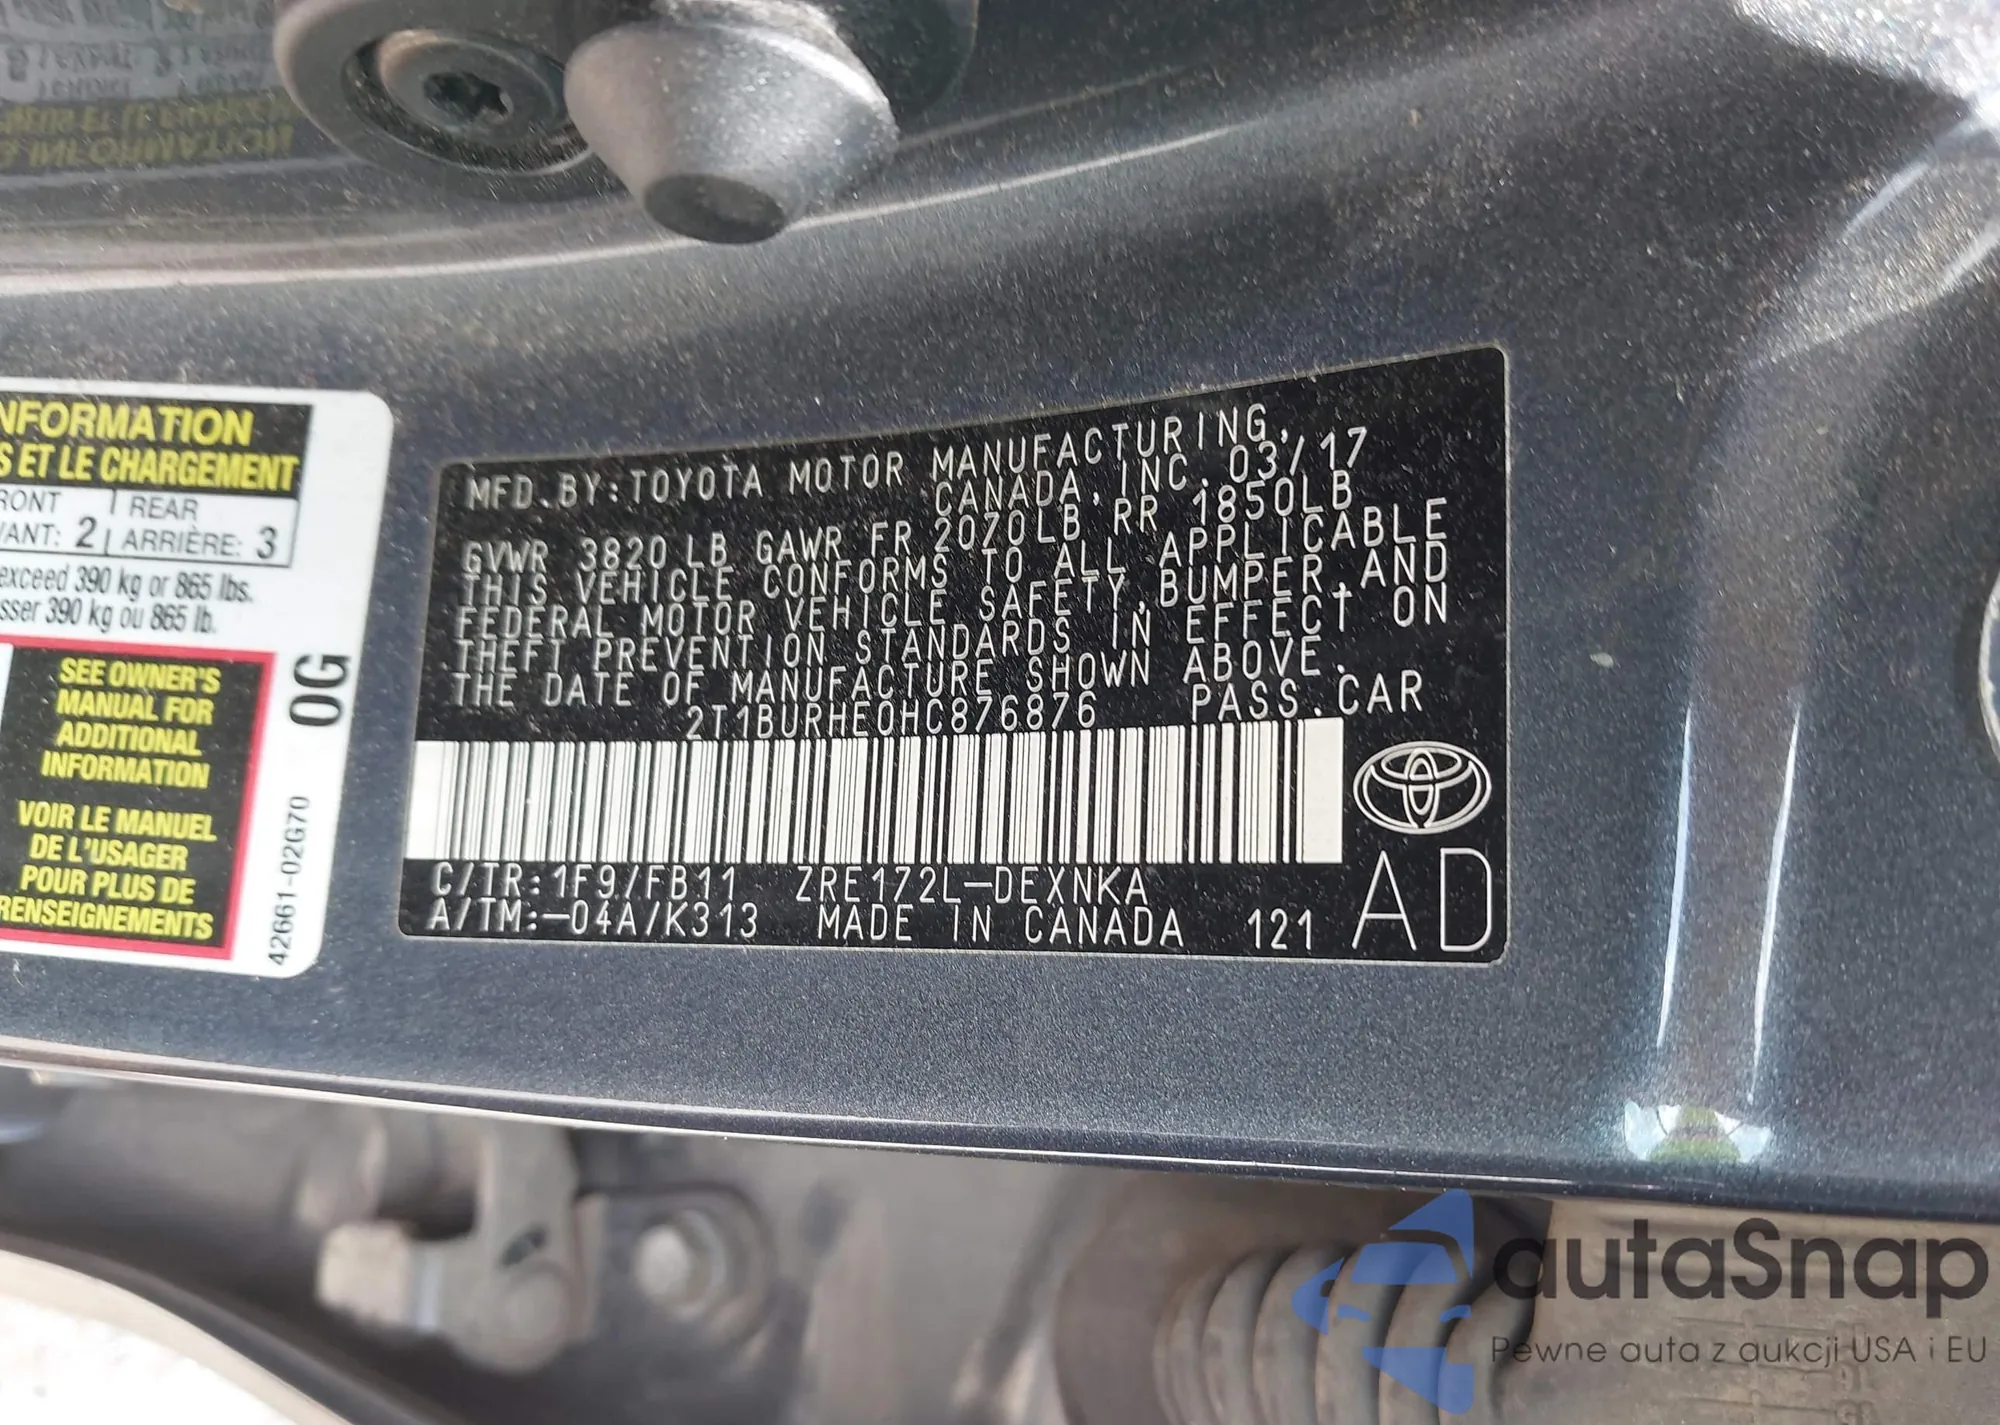 NFORMATION
S ET LE CHARGEMENT
RONT REAR
VANT: 2 ARRIÈRE: 3
exceed 390 kg or 865 lbs.
sser 390 kg ou 865 lb.
SEE OWNER'S
MANUAL FOR
ADDITIONAL
INFORMATION
VOIR LE MANUEL
DE L'USAGER
POUR PLUS DE
RENSEIGNEMENTS
0G
42661-02G70
MFD. BY: TOYOTA MOTOR MANUFACTURING,
CANADA, INC. 03/17
GVWR 3820 LB GAWR FR 2070LB RR 1850LB
THIS VEHICLE CONFORMS TO ALL APPLICABLE
FEDERAL MOTOR VEHICLE SAFETY, BUMPER, AND
THEFT PREVENTION STANDARDS IN EFFECT ON
THE DATE OF MANUFACTURE SHOWN ABOVE.
2T1BURHE0HC876876 PASS. CAR
C/TR: 1F9/FB11 ZRE172L-DEXNKA
A/TM: -04A/K313 MADE IN CANADA 121
AD
autaSnap
Pewne auta z aukcji USA i EU